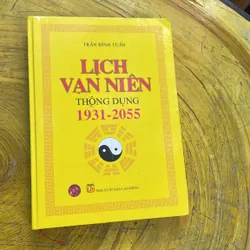 TRẦN ĐÌNH TUẤN
LỊCH
VẠN NIÊN
THÔNG DỤNG
1931-2055